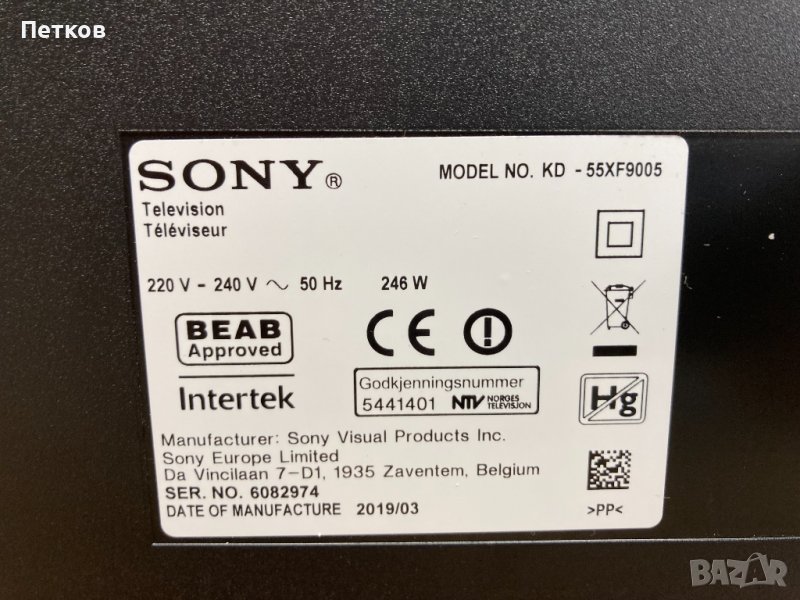 Петков
SONY®
MODEL NO. KD - 55XF9005
Television
Téléviseur
220 V - 240 V ～ 50 Hz 246 W
BEAB
Approved
CE
Intertek
Godkjenningsnummer
5441401 NTV NORGES TELEVISJON
Hg
Manufacturer: Sony Visual Products Inc.
Sony Europe Limited
Da Vincilaan 7-D1, 1935 Zaventem, Belgium
SER. NO. 6082974
DATE OF MANUFACTURE 2019/03
>PP<
BAZAR